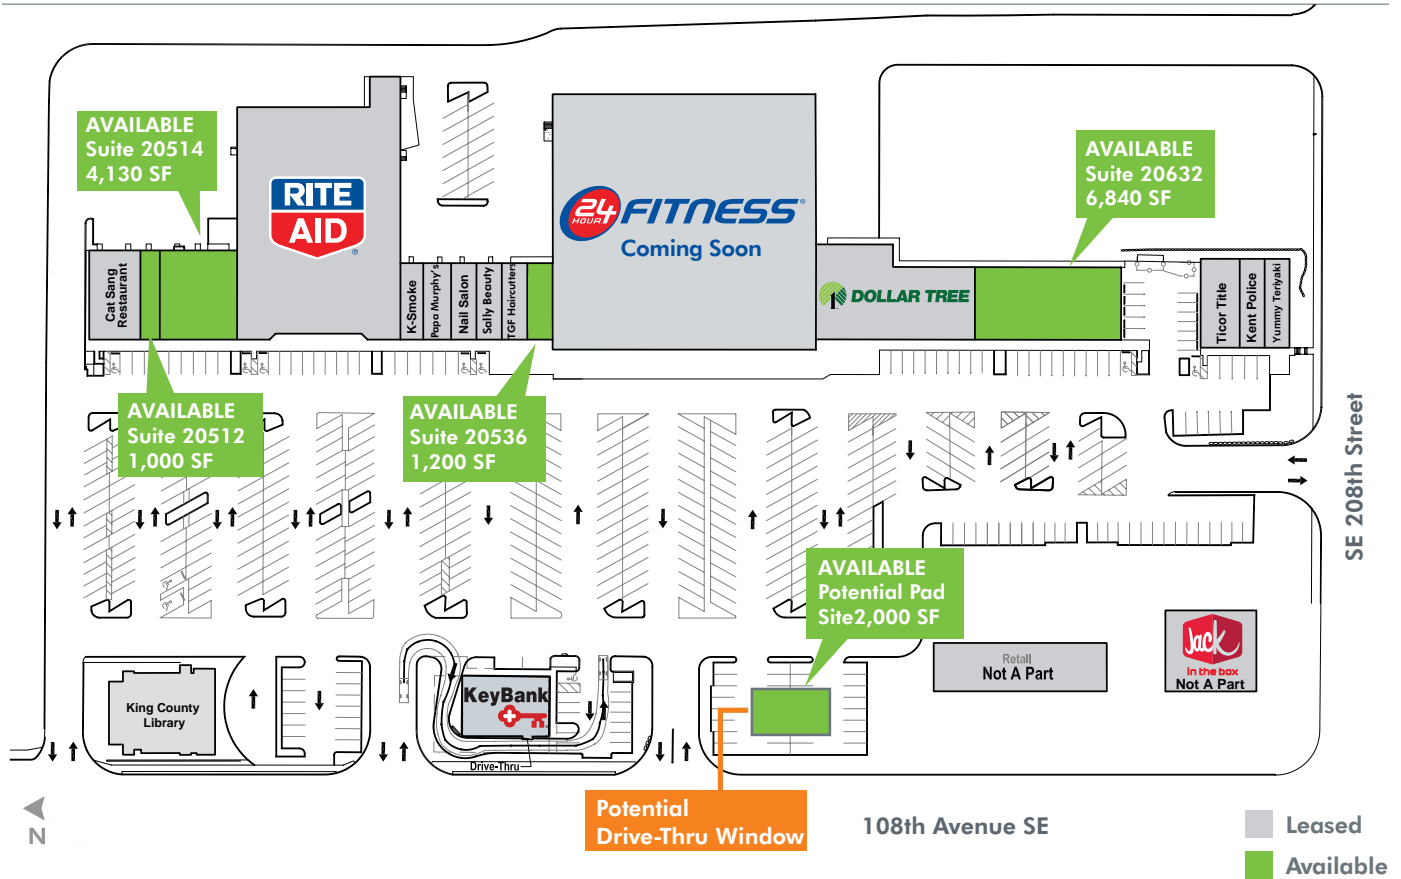 AVAILABLE
Suite 20514
4,130 SF
RITE
AID
®
24
HOUR
FITNESS®
Coming Soon
AVAILABLE
Suite 20632
6,840 SF
Cat Sang
Restaurant
K-Smoke
Papa Murphy's
Nail Salon
Sally Beauty
TGF Haircutters
DOLLAR TREE
Ticor Title
Kent Police
Yummy Teriyaki
AVAILABLE
Suite 20512
1,000 SF
AVAILABLE
Suite 20536
1,200 SF
SE 208th Street
AVAILABLE
Potential Pad
Site2,000 SF
Retail
Not A Part
Jack
in the box
Not A Part
King County
Library
KeyBank
Drive-Thru
Potential
Drive-Thru Window
108th Avenue SE
N
Leased
Available